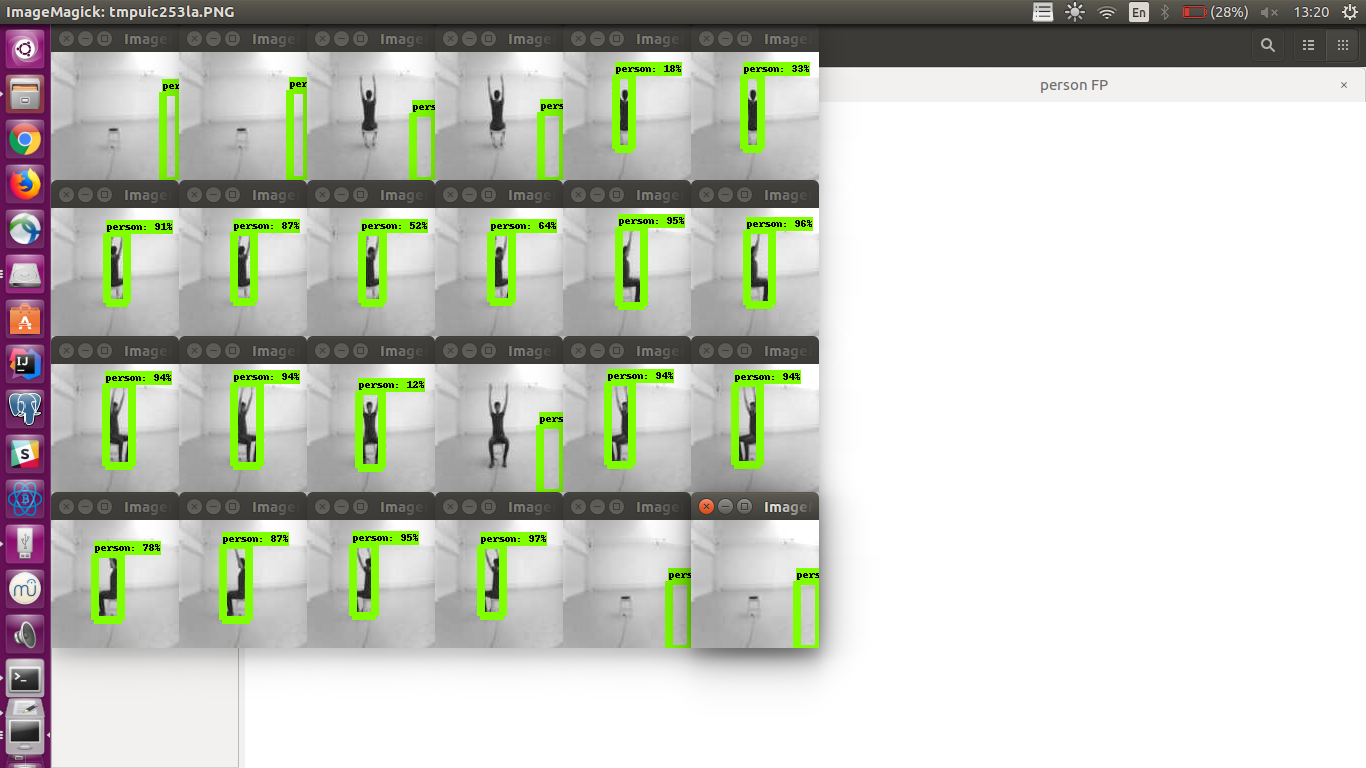 ImageMagick: tmpuic253la.PNG
En
(28%)
13:20
Image
Image
Image
Image
Image
Image
person FP
per
per
pers
pers
person: 18%
person: 33%
Image
Image
Image
Image
Image
Image
person: 91%
person: 87%
person: 52%
person: 64%
person: 95%
person: 96%
Image
Image
Image
Image
Image
Image
person: 94%
person: 94%
person: 12%
pers
person: 94%
person: 94%
Image
Image
Image
Image
Image
Image
person: 78%
person: 87%
person: 95%
person: 97%
pers
pers